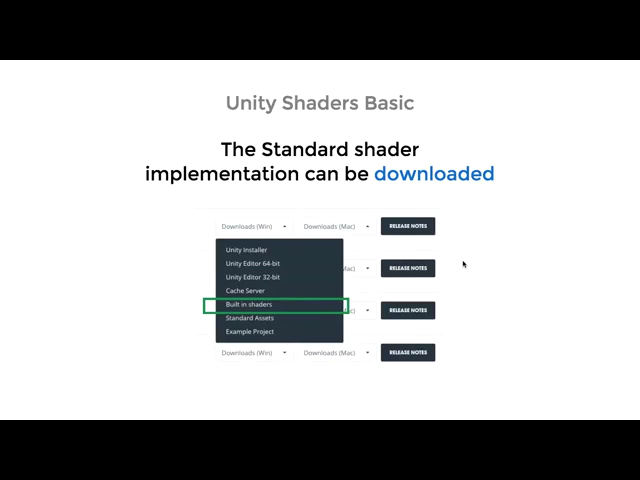 Unity Shaders Basic
The Standard shader
implementation can be downloaded
Downloads (Win) Downloads (Mac) RELEASE NOTES
Unity Installer
Unity Editor 64-bit
Mac) RELEASE NOTES
Unity Editor 32-bit
Cache Server
Built in shaders
RELEASE NOTES
Standard Assets
Example Project
Downloads (Win) Downloads (Mac) RELEASE NOTES